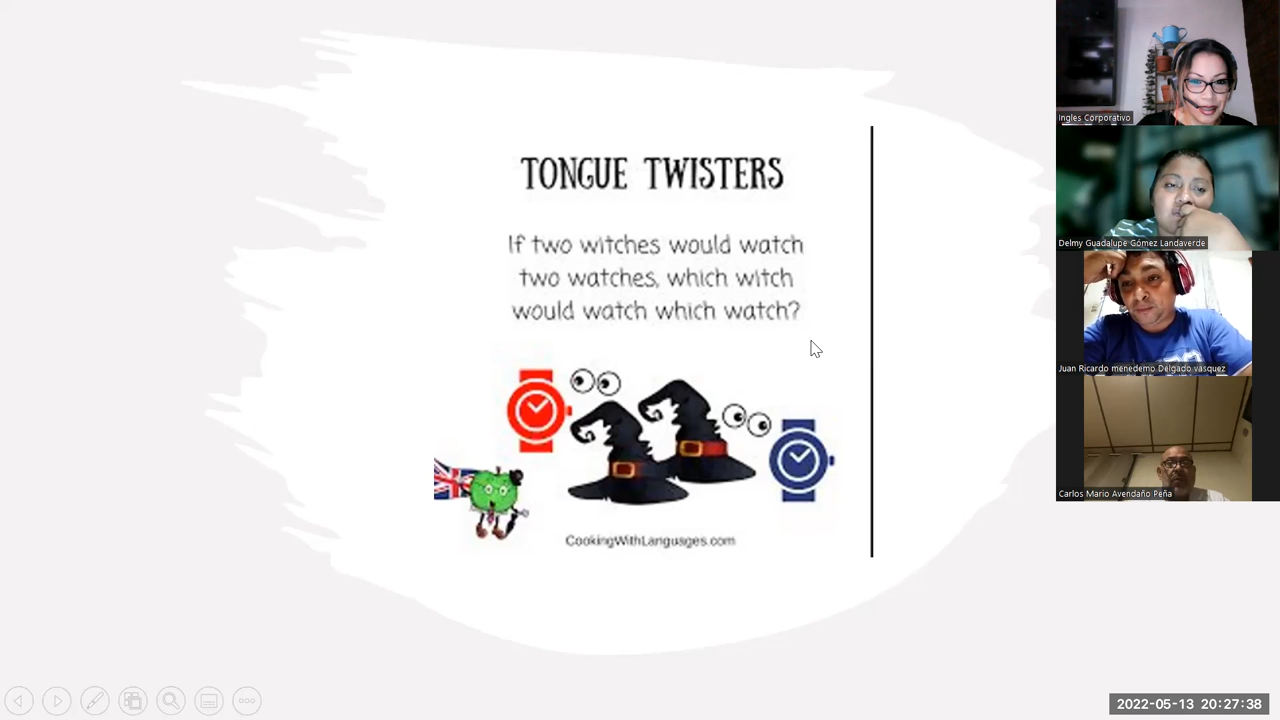 TONGUE TWISTERS
If two witches would watch
two watches, which witch
would watch which watch?
CookingWithLanguages.com
Ingles Corporativo
Delmy Guadalupe Gómez Landaverde
Juan Ricardo menedemo Delgado vasquez
Carlos Mario Avendaño Peña
2022-05-13 20:27:38